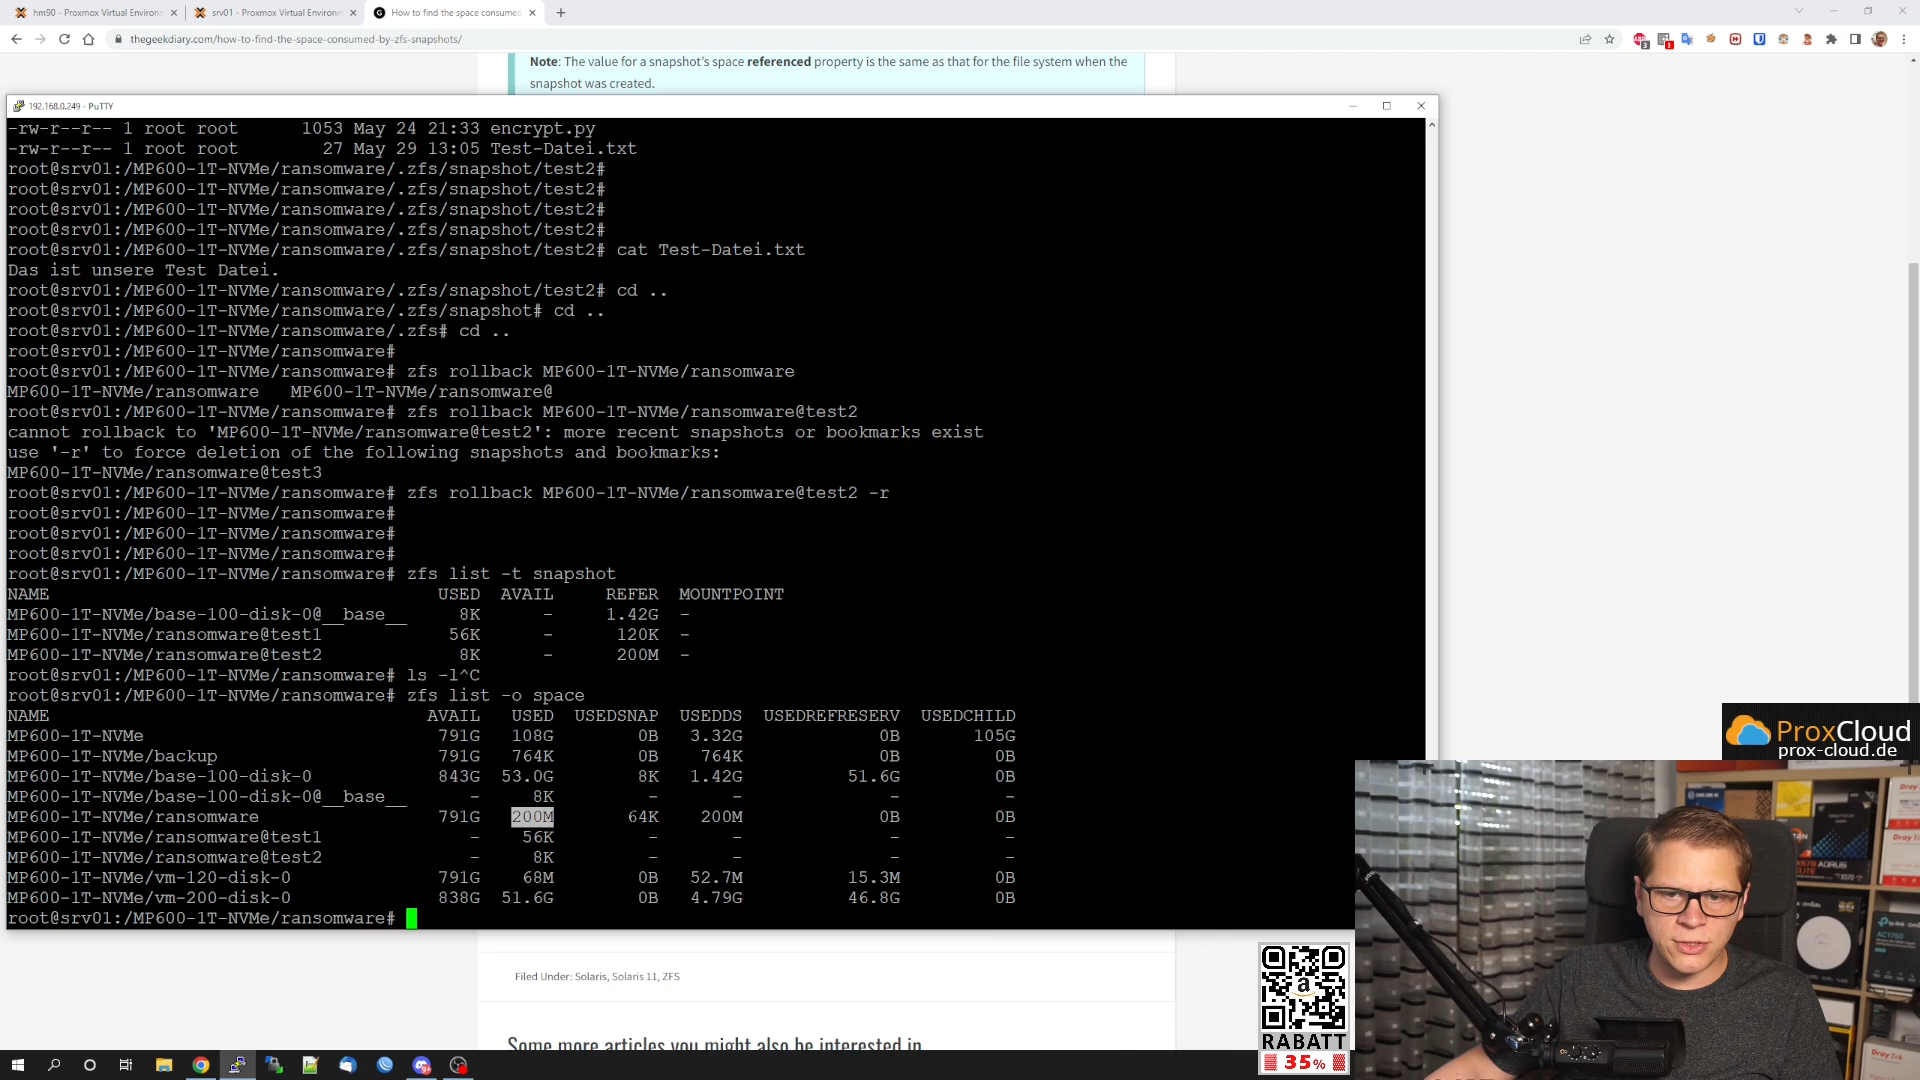 hm90 - Proxmox Virtual Environm
srv01 - Proxmox Virtual Environm
How to find the space consumed
thegeekdiary.com/how-to-find-the-space-consumed-by-zfs-snapshots/
Note: The value for a snapshot's space referenced property is the same as that for the file system when the
snapshot was created.
192.168.0.249 - PuTTY
-rw-r--r-- 1 root root      1053 May 24 21:33 encrypt.py
-rw-r--r-- 1 root root        27 May 29 13:05 Test-Datei.txt
root@srv01:/MP600-1T-NVMe/ransomware/.zfs/snapshot/test2#
root@srv01:/MP600-1T-NVMe/ransomware/.zfs/snapshot/test2#
root@srv01:/MP600-1T-NVMe/ransomware/.zfs/snapshot/test2#
root@srv01:/MP600-1T-NVMe/ransomware/.zfs/snapshot/test2#
root@srv01:/MP600-1T-NVMe/ransomware/.zfs/snapshot/test2# cat Test-Datei.txt
Das ist unsere Test Datei.
root@srv01:/MP600-1T-NVMe/ransomware/.zfs/snapshot/test2# cd ..
root@srv01:/MP600-1T-NVMe/ransomware/.zfs/snapshot# cd ..
root@srv01:/MP600-1T-NVMe/ransomware/.zfs# cd ..
root@srv01:/MP600-1T-NVMe/ransomware#
root@srv01:/MP600-1T-NVMe/ransomware# zfs rollback MP600-1T-NVMe/ransomware
MP600-1T-NVMe/ransomware   MP600-1T-NVMe/ransomware@
root@srv01:/MP600-1T-NVMe/ransomware# zfs rollback MP600-1T-NVMe/ransomware@test2
cannot rollback to 'MP600-1T-NVMe/ransomware@test2': more recent snapshots or bookmarks exist
use '-r' to force deletion of the following snapshots and bookmarks:
MP600-1T-NVMe/ransomware@test3
root@srv01:/MP600-1T-NVMe/ransomware# zfs rollback MP600-1T-NVMe/ransomware@test2 -r
root@srv01:/MP600-1T-NVMe/ransomware#
root@srv01:/MP600-1T-NVMe/ransomware#
root@srv01:/MP600-1T-NVMe/ransomware#
root@srv01:/MP600-1T-NVMe/ransomware# zfs list -t snapshot
NAME                                     USED  AVAIL     REFER  MOUNTPOINT
MP600-1T-NVMe/base-100-disk-0@__base__     8K      -     1.42G  -
MP600-1T-NVMe/ransomware@test1            56K      -      120K  -
MP600-1T-NVMe/ransomware@test2             8K      -      200M  -
root@srv01:/MP600-1T-NVMe/ransomware# ls -l^C
root@srv01:/MP600-1T-NVMe/ransomware# zfs list -o space
NAME                                    AVAIL   USED  USEDSNAP  USEDDS  USEDREFRESERV  USEDCHILD
MP600-1T-NVMe                            791G   108G        0B   3.32G             0B       105G
MP600-1T-NVMe/backup                     791G   764K        0B    764K             0B         0B
MP600-1T-NVMe/base-100-disk-0            843G  53.0G        8K   1.42G          51.6G         0B
MP600-1T-NVMe/base-100-disk-0@__base__      -     8K         -       -              -          -
MP600-1T-NVMe/ransomware                 791G   200M       64K    200M             0B         0B
MP600-1T-NVMe/ransomware@test1              -    56K         -       -              -          -
MP600-1T-NVMe/ransomware@test2              -     8K         -       -              -          -
MP600-1T-NVMe/vm-120-disk-0              791G    68M        0B   52.7M          15.3M         0B
MP600-1T-NVMe/vm-200-disk-0              838G  51.6G        0B   4.79G          46.8G         0B
root@srv01:/MP600-1T-NVMe/ransomware#
ProxCloud
prox-cloud.de
Filed Under: Solaris, Solaris 11, ZFS
Some more articles you might also be interested in
RABATT
35%